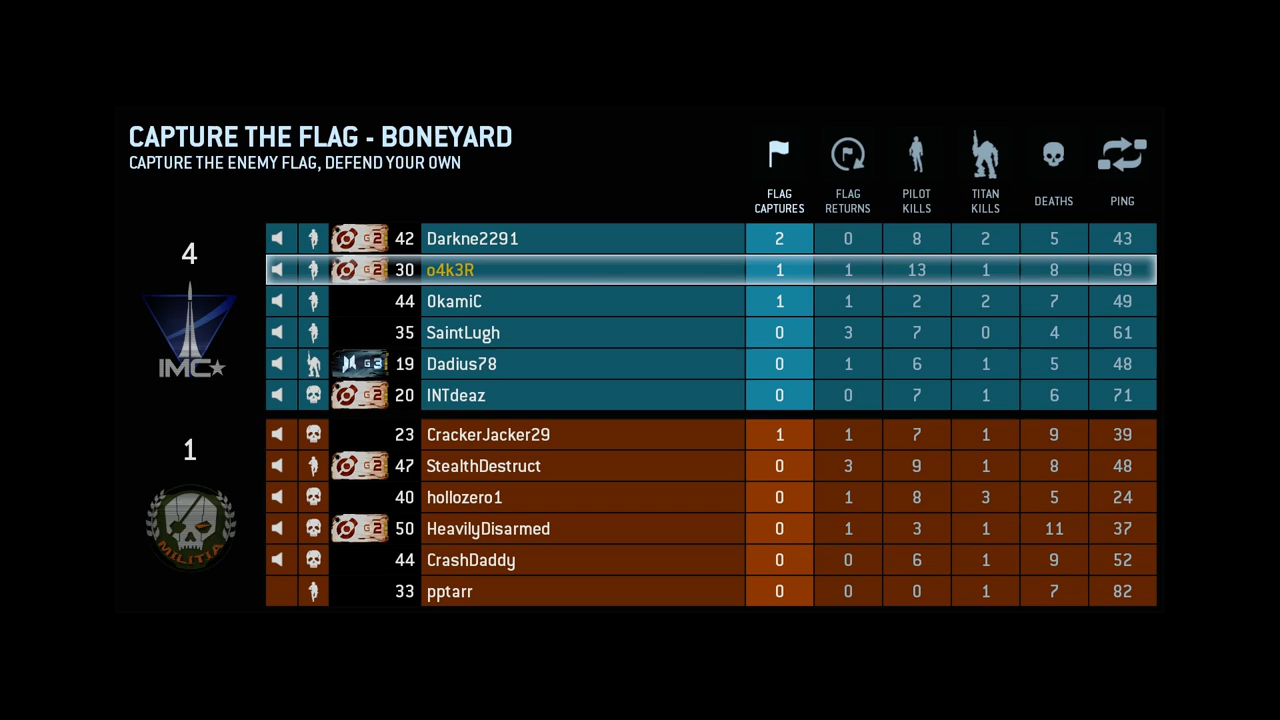 CAPTURE THE FLAG - BONEYARD
CAPTURE THE ENEMY FLAG, DEFEND YOUR OWN
FLAG CAPTURES FLAG RETURNS PILOT KILLS TITAN KILLS DEATHS PING
4
IMC
G2 42 Darkne2291 2 0 8 2 5 43
G2 30 o4k3R 1 1 13 1 8 69
44 OkamiC 1 1 2 2 7 49
35 SaintLugh 0 3 7 0 4 61
G3 19 Dadius78 0 1 6 1 5 48
G2 20 INTdeaz 0 0 7 1 6 71
1
MILITIA
23 CrackerJacker29 1 1 7 1 9 39
G2 47 StealthDestruct 0 3 9 1 8 48
40 hollozero1 0 1 8 3 5 24
G2 50 HeavilyDisarmed 0 1 3 1 11 37
44 CrashDaddy 0 0 6 1 9 52
33 pptarr 0 0 0 1 7 82